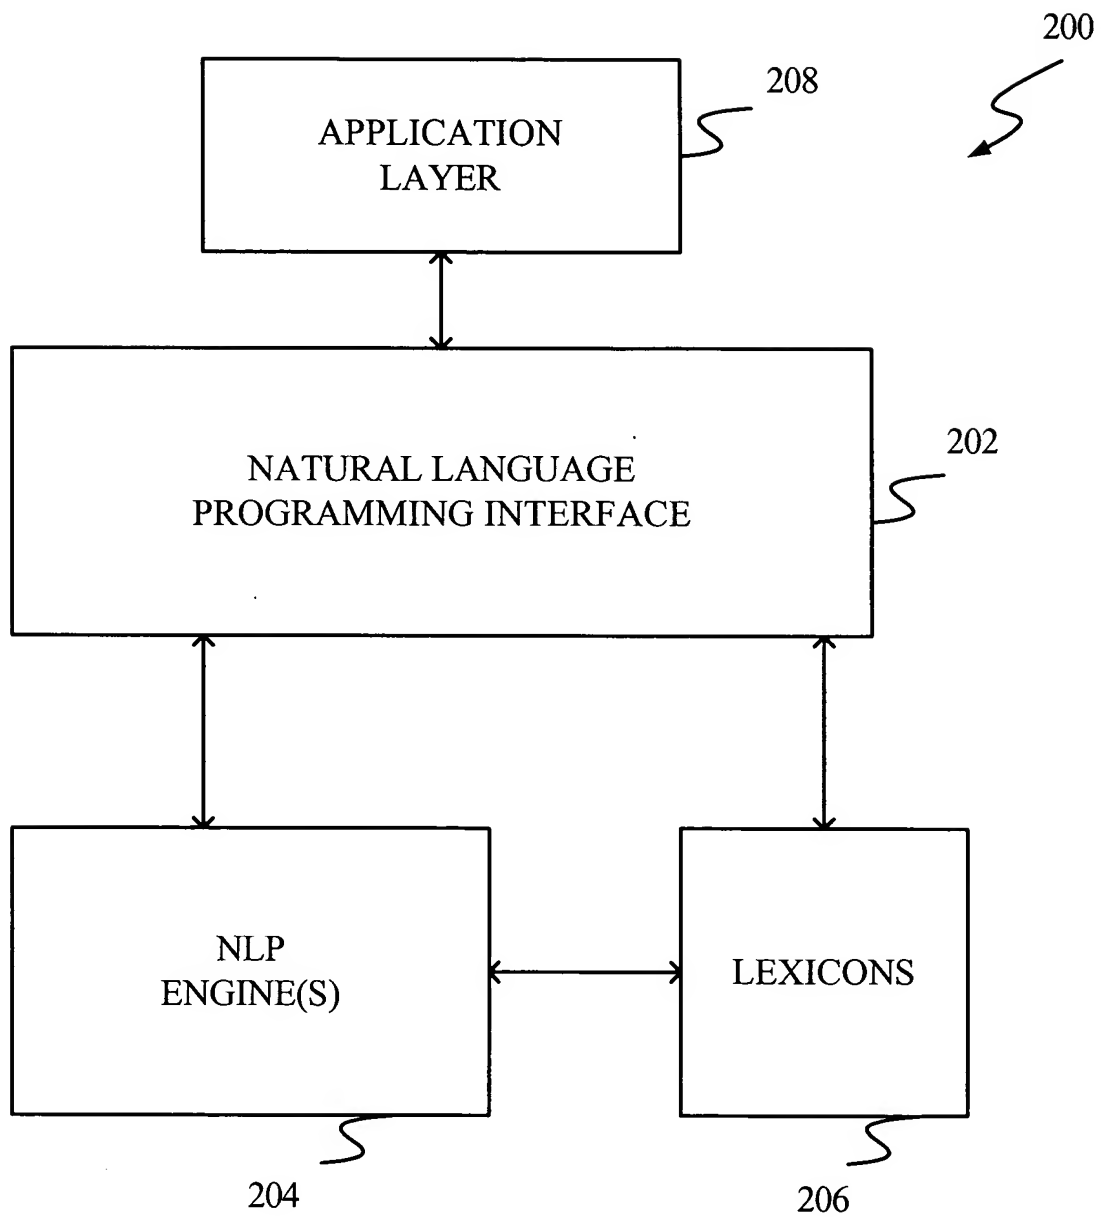 200
208
APPLICATION
LAYER
202
NATURAL LANGUAGE
PROGRAMMING INTERFACE
NLP
ENGINE(S)
LEXICONS
204
206